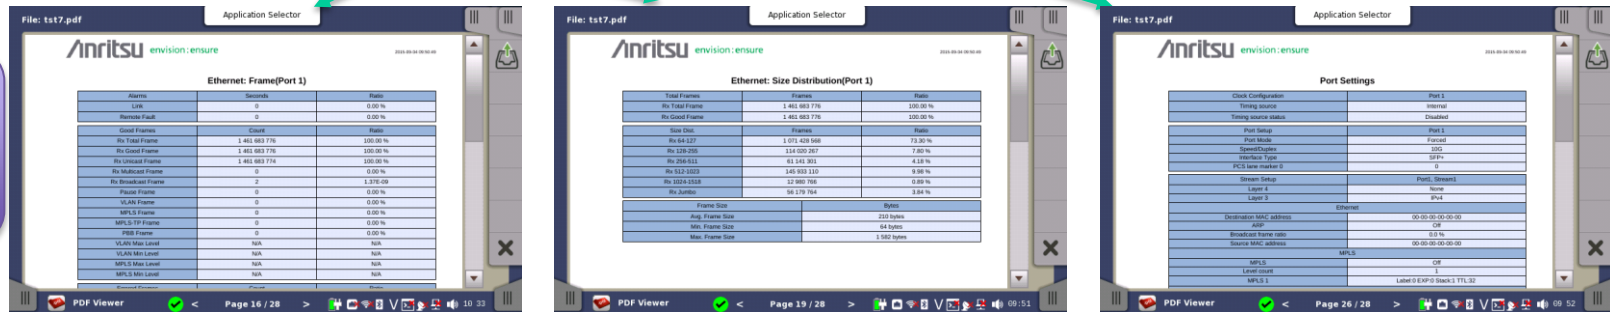 File: tst7.pdf
Application Selector
Anritsu envision:ensure
Ethernet: Frame(Port 1)
Alarms Seconds Ratio
Link 0 0.00 %
Remote Fault 0 0.00 %
Good Frames Count Ratio
Rx Total Frame 1 461 683 776 100.00 %
Rx Good Frame 1 461 683 776 100.00 %
Rx Unicast Frame 1 461 683 774 100.00 %
Rx Multicast Frame 0 0.00 %
Rx Broadcast Frame 2 1.37E-09
Pause Frame 0 0.00 %
VLAN Frame 0 0.00 %
MPLS Frame 0 0.00 %
MPLS-TP Frame 0 0.00 %
PBB Frame 0 0.00 %
VLAN Max Level N/A N/A
VLAN Min Level N/A N/A
MPLS Max Level N/A N/A
MPLS Min Level N/A N/A
PDF Viewer < Page 16 / 28 > 10 33
File: tst7.pdf
Application Selector
Anritsu envision:ensure
Ethernet: Size Distribution(Port 1)
Total Frames Frames Ratio
Rx Total Frame 1 461 683 776 100.00 %
Rx Good Frame 1 461 683 776 100.00 %
Size Dist. Frames Ratio
Rx 64-127 1 071 428 568 73.30 %
Rx 128-255 114 020 267 7.80 %
Rx 256-511 61 141 301 4.18 %
Rx 512-1023 145 933 110 9.98 %
Rx 1024-1518 12 980 766 0.89 %
Rx Jumbo 56 179 764 3.84 %
Frame Size Bytes
Avg. Frame Size 210 bytes
Min. Frame Size 64 bytes
Max. Frame Size 1 582 bytes
PDF Viewer < Page 19 / 28 > 09:51
File: tst7.pdf
Application Selector
Anritsu envision:ensure
Port Settings
Clock Configuration Port 1
Timing source Internal
Timing source status Disabled
Port Setup Port 1
Port Mode Forced
Speed/Duplex 10G
Interface Type SFP+
PCS lane marker 0 0
Stream Setup Port1, Stream1
Layer 4 None
Layer 3 IPv4
Ethernet
Destination MAC address 00-00-00-00-00-00
ARP Off
Broadcast frame ratio 0.0 %
Source MAC address 00-00-00-00-00-00
MPLS
MPLS Off
Level count 1
MPLS 1 Label:0 EXP:0 Stack:1 TTL:32
PDF Viewer < Page 26 / 28 > 09 52